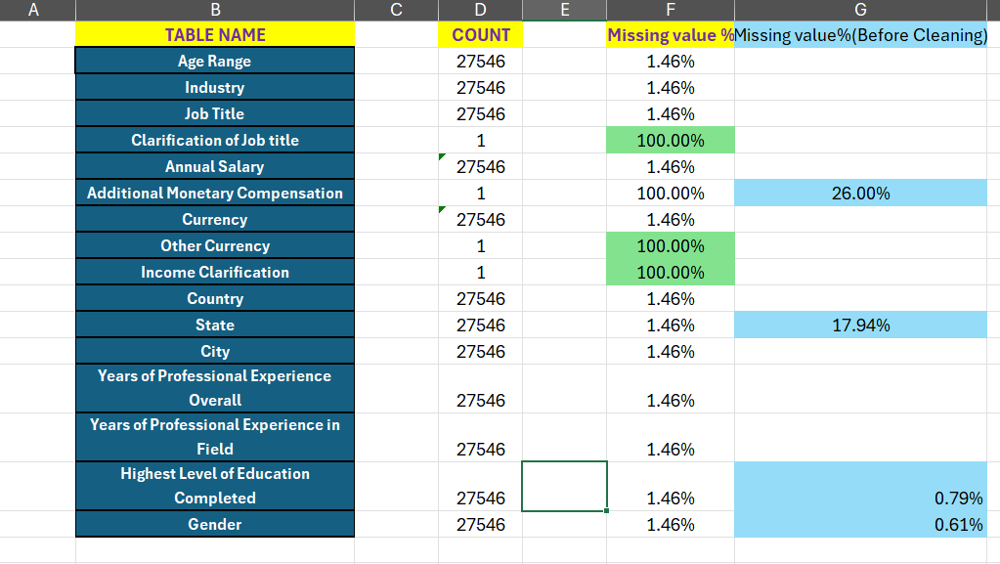 A B C D E F G
TABLE NAME COUNT Missing value % Missing value%(Before Cleaning)
Age Range 27546 1.46%
Industry 27546 1.46%
Job Title 27546 1.46%
Clarification of Job title 1 100.00%
Annual Salary 27546 1.46%
Additional Monetary Compensation 1 100.00% 26.00%
Currency 27546 1.46%
Other Currency 1 100.00%
Income Clarification 1 100.00%
Country 27546 1.46%
State 27546 1.46% 17.94%
City 27546 1.46%
Years of Professional Experience
Overall 27546 1.46%
Years of Professional Experience in
Field 27546 1.46%
Highest Level of Education
Completed 27546 1.46% 0.79%
Gender 27546 1.46% 0.61%